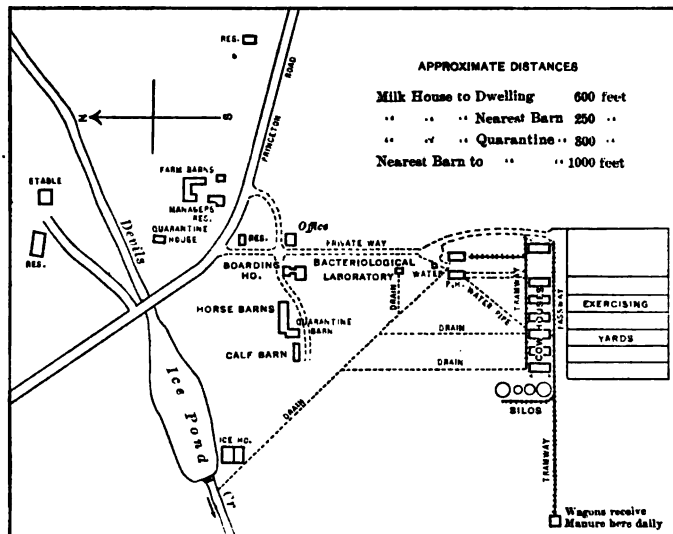 RES.
ROAD
PRINCETON
APPROXIMATE DISTANCES
Milk House to Dwelling 600 feet
" " " Nearest Barn 250 "
" " " Quarantine " 800 "
Nearest Barn to " " 1000 feet
N
S
STABLE
FARM BARNS
MANAGERS
RES.
QUARANTINE
HOUSE
RES.
Devils
RES.
Office
PRIVATE WAY
BOARDING
HO.
BACTERIOLOGICAL
LABORATORY
WATER
P.H.
WATER PIPE
DRAIN
TRAMWAY
COW HOUSES
PASSWAY
EXERCISING
YARDS
HORSE BARNS
QUARANTINE
BARN
CALF BARN
DRAIN
DRAIN
DRAIN
SILOS
Ice Pond
ICE HO.
Cr
TRAMWAY
Wagons receive
Manure here daily